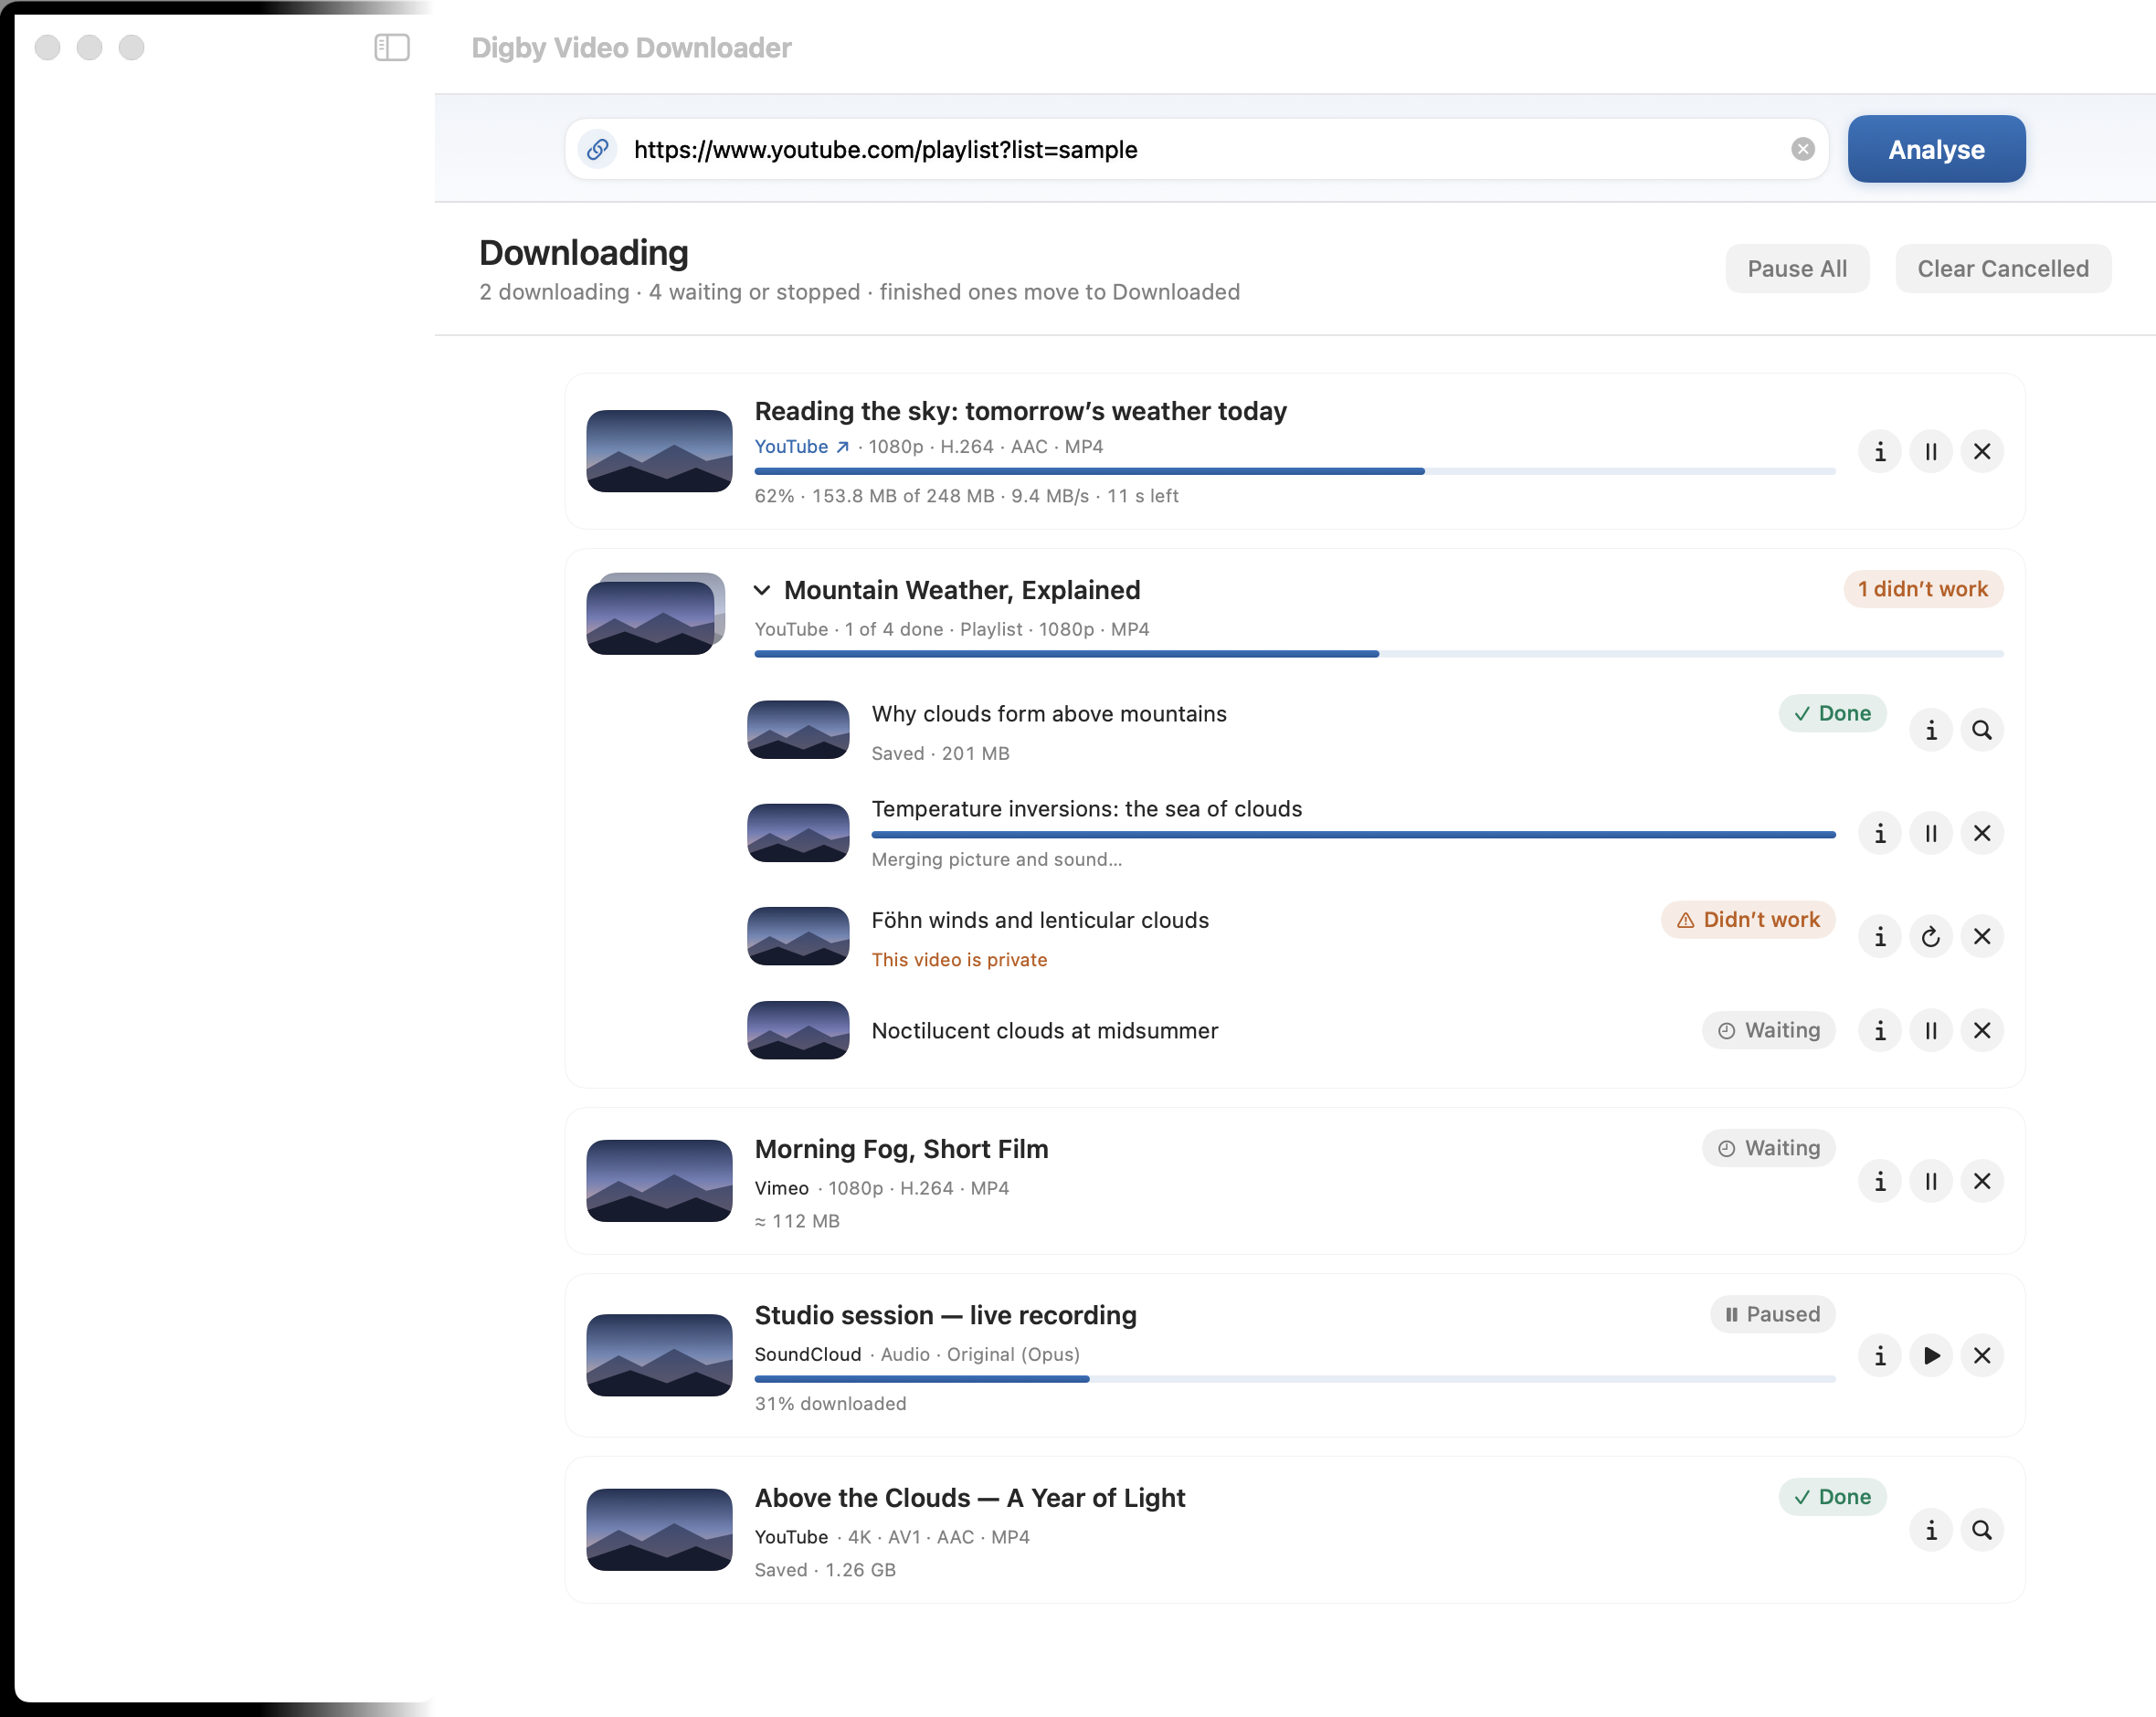 Digby Video Downloader
https://www.youtube.com/playlist?list=sample
Analyse
Downloading
2 downloading · 4 waiting or stopped · finished ones move to Downloaded
Pause All
Clear Cancelled
Reading the sky: tomorrow’s weather today
YouTube ↗ · 1080p · H.264 · AAC · MP4
62% · 153.8 MB of 248 MB · 9.4 MB/s · 11 s left
Mountain Weather, Explained
1 didn’t work
YouTube · 1 of 4 done · Playlist · 1080p · MP4
Why clouds form above mountains
Done
Saved · 201 MB
Temperature inversions: the sea of clouds
Merging picture and sound…
Föhn winds and lenticular clouds
Didn’t work
This video is private
Noctilucent clouds at midsummer
Waiting
Morning Fog, Short Film
Waiting
Vimeo · 1080p · H.264 · MP4
≈ 112 MB
Studio session — live recording
Paused
SoundCloud · Audio · Original (Opus)
31% downloaded
Above the Clouds — A Year of Light
Done
YouTube · 4K · AV1 · AAC · MP4
Saved · 1.26 GB